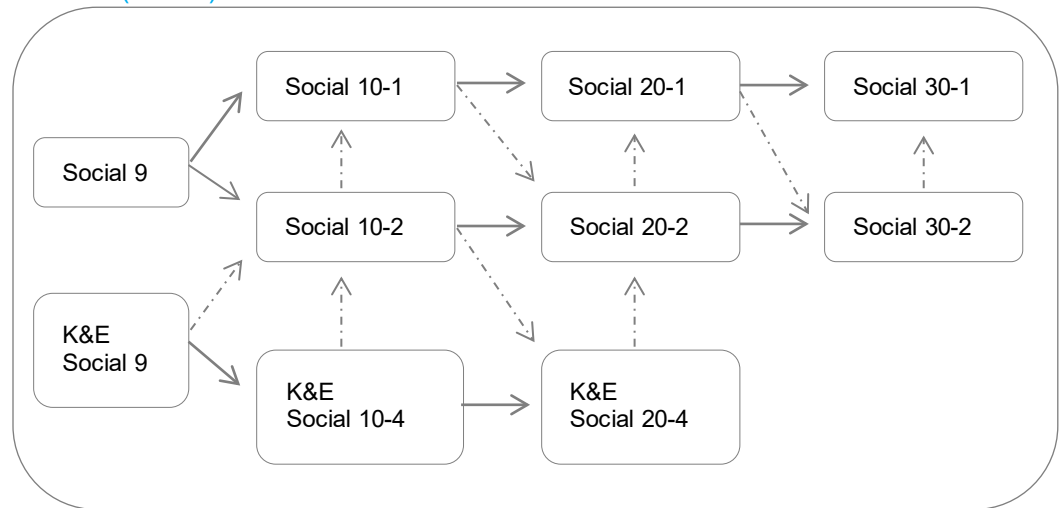 Social 10-1
Social 20-1
Social 30-1
Social 9
Social 10-2
Social 20-2
Social 30-2
K&E
Social 9
K&E
Social 10-4
K&E
Social 20-4